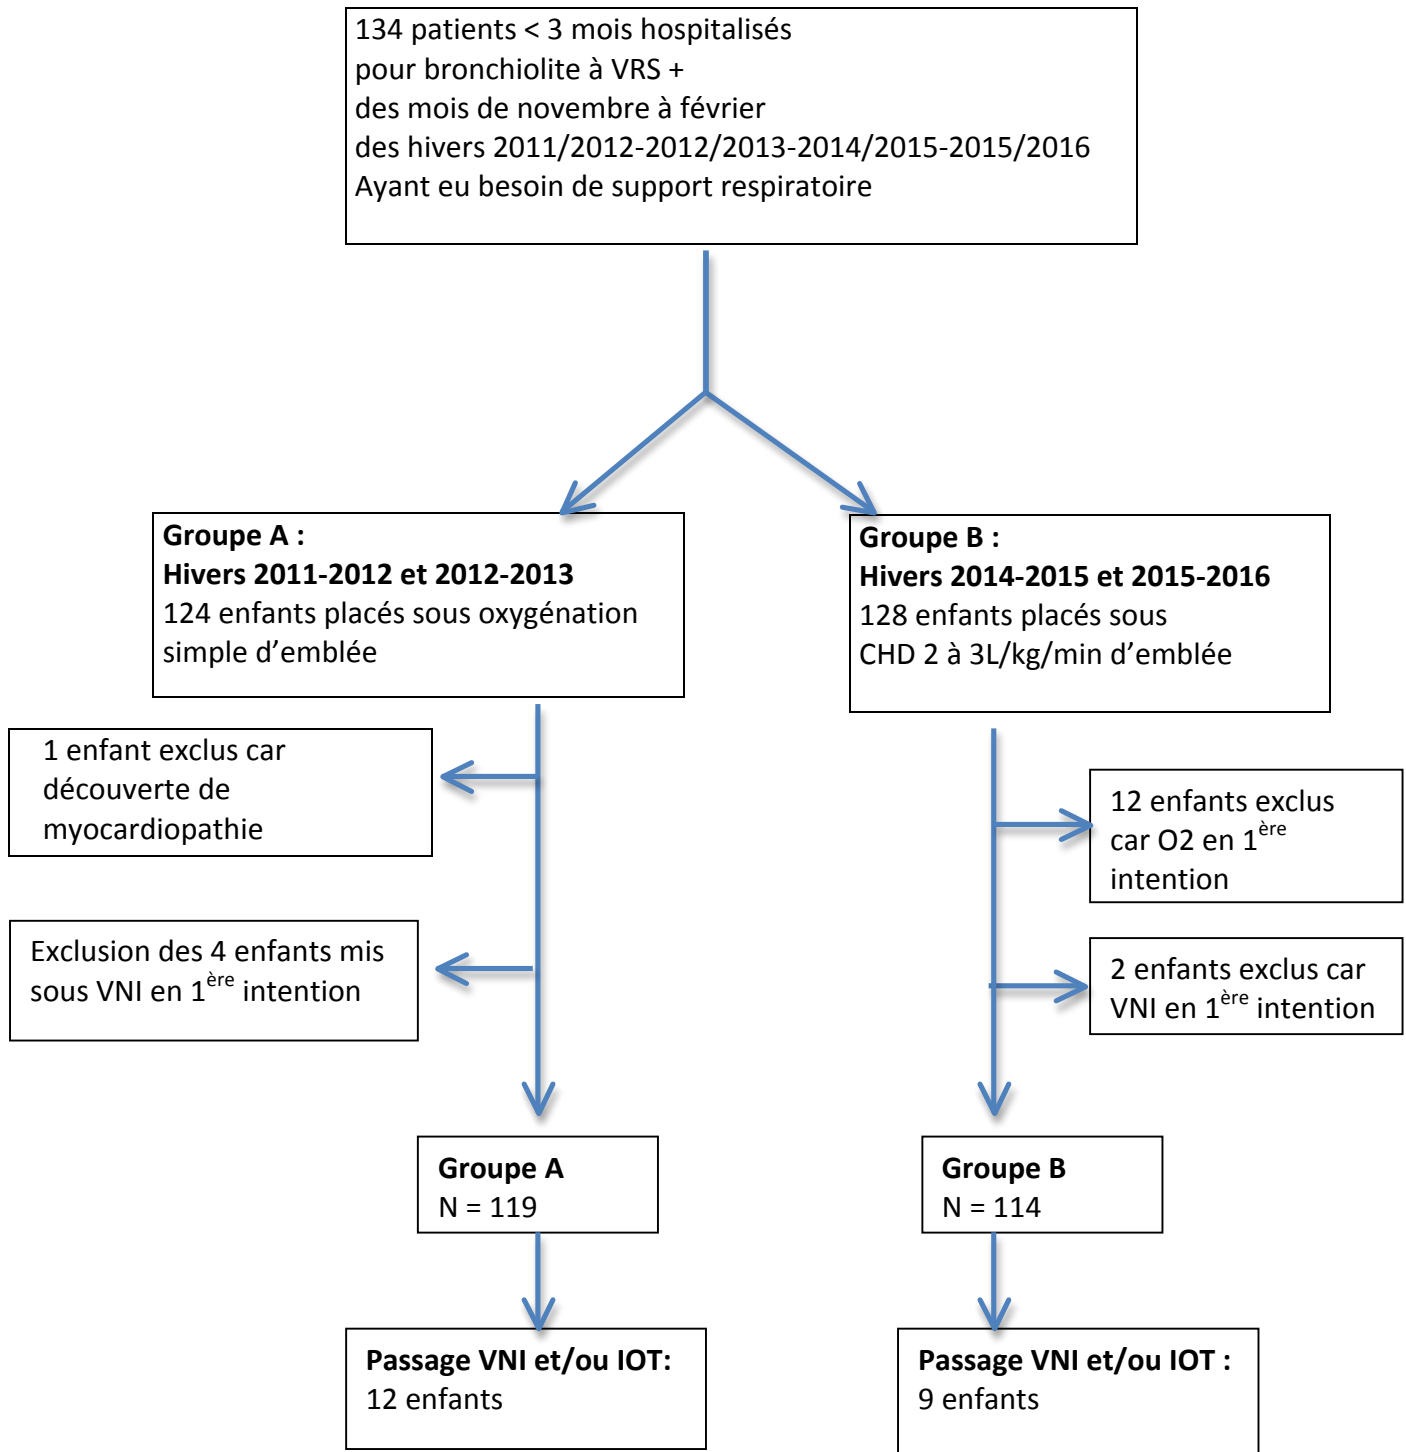 134 patients < 3 mois hospitalisés
pour bronchiolite à VRS +
des mois de novembre à février
des hivers 2011/2012-2012/2013-2014/2015-2015/2016
Ayant eu besoin de support respiratoire
Groupe A :
Hivers 2011-2012 et 2012-2013
124 enfants placés sous oxygénation
simple d’emblée
Groupe B :
Hivers 2014-2015 et 2015-2016
128 enfants placés sous
CHD 2 à 3L/kg/min d’emblée
1 enfant exclus car
découverte de
myocardiopathie
12 enfants exclus
car O2 en 1ère
intention
Exclusion des 4 enfants mis
sous VNI en 1ère intention
2 enfants exclus car
VNI en 1ère intention
Groupe A
N = 119
Groupe B
N = 114
Passage VNI et/ou IOT:
12 enfants
Passage VNI et/ou IOT :
9 enfants